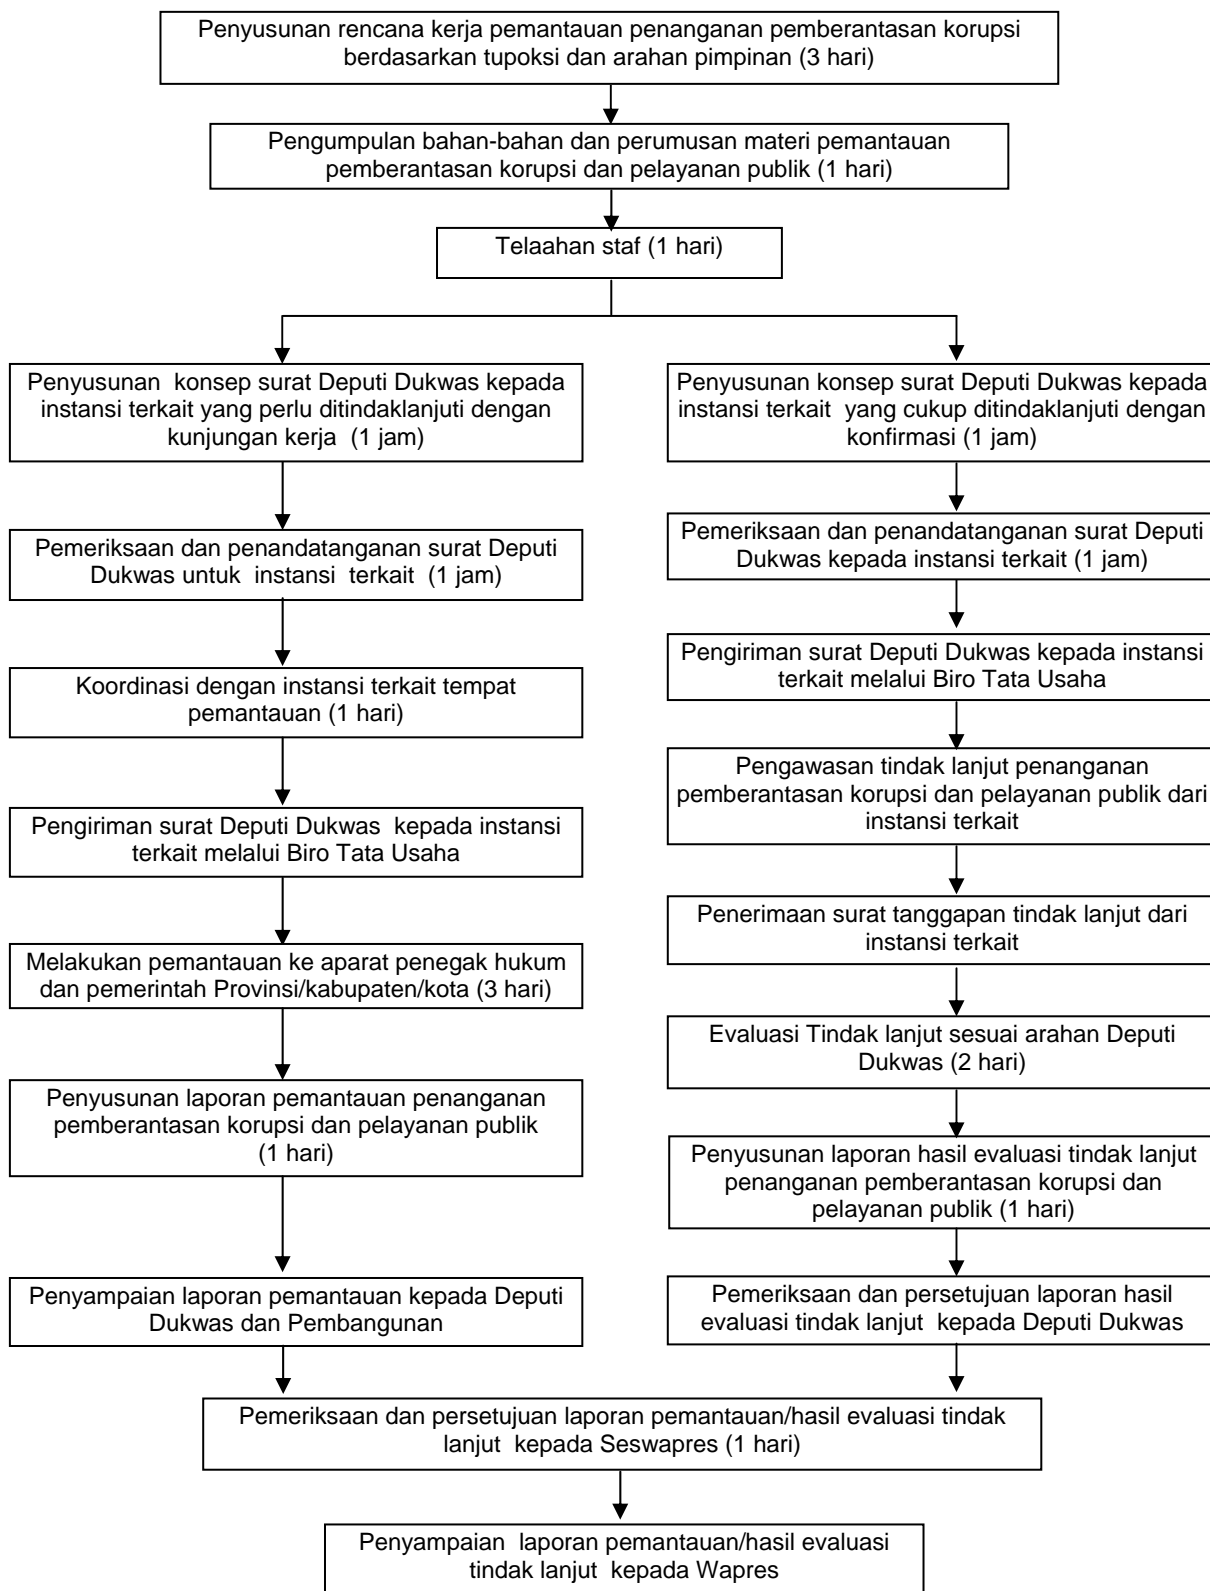 Penyusunan rencana kerja pemantauan penanganan pemberantasan korupsi
berdasarkan tupoksi dan arahan pimpinan (3 hari)
Pengumpulan bahan-bahan dan perumusan materi pemantauan
pemberantasan korupsi dan pelayanan publik (1 hari)
Telaahan staf (1 hari)
Penyusunan konsep surat Deputi Dukwas kepada
instansi terkait yang perlu ditindaklanjuti dengan
kunjungan kerja (1 jam)
Pemeriksaan dan penandatanganan surat Deputi
Dukwas untuk instansi terkait (1 jam)
Koordinasi dengan instansi terkait tempat
pemantauan (1 hari)
Pengiriman surat Deputi Dukwas kepada instansi
terkait melalui Biro Tata Usaha
Melakukan pemantauan ke aparat penegak hukum
dan pemerintah Provinsi/kabupaten/kota (3 hari)
Penyusunan laporan pemantauan penanganan
pemberantasan korupsi dan pelayanan publik
(1 hari)
Penyampaian laporan pemantauan kepada Deputi
Dukwas dan Pembangunan
Penyusunan konsep surat Deputi Dukwas kepada
instansi terkait yang cukup ditindaklanjuti dengan
konfirmasi (1 jam)
Pemeriksaan dan penandatanganan surat Deputi
Dukwas kepada instansi terkait (1 jam)
Pengiriman surat Deputi Dukwas kepada instansi
terkait melalui Biro Tata Usaha
Pengawasan tindak lanjut penanganan
pemberantasan korupsi dan pelayanan publik dari
instansi terkait
Penerimaan surat tanggapan tindak lanjut dari
instansi terkait
Evaluasi Tindak lanjut sesuai arahan Deputi
Dukwas (2 hari)
Penyusunan laporan hasil evaluasi tindak lanjut
penanganan pemberantasan korupsi dan
pelayanan publik (1 hari)
Pemeriksaan dan persetujuan laporan hasil
evaluasi tindak lanjut kepada Deputi Dukwas
Pemeriksaan dan persetujuan laporan pemantauan/hasil evaluasi tindak
lanjut kepada Seswapres (1 hari)
Penyampaian laporan pemantauan/hasil evaluasi
tindak lanjut kepada Wapres